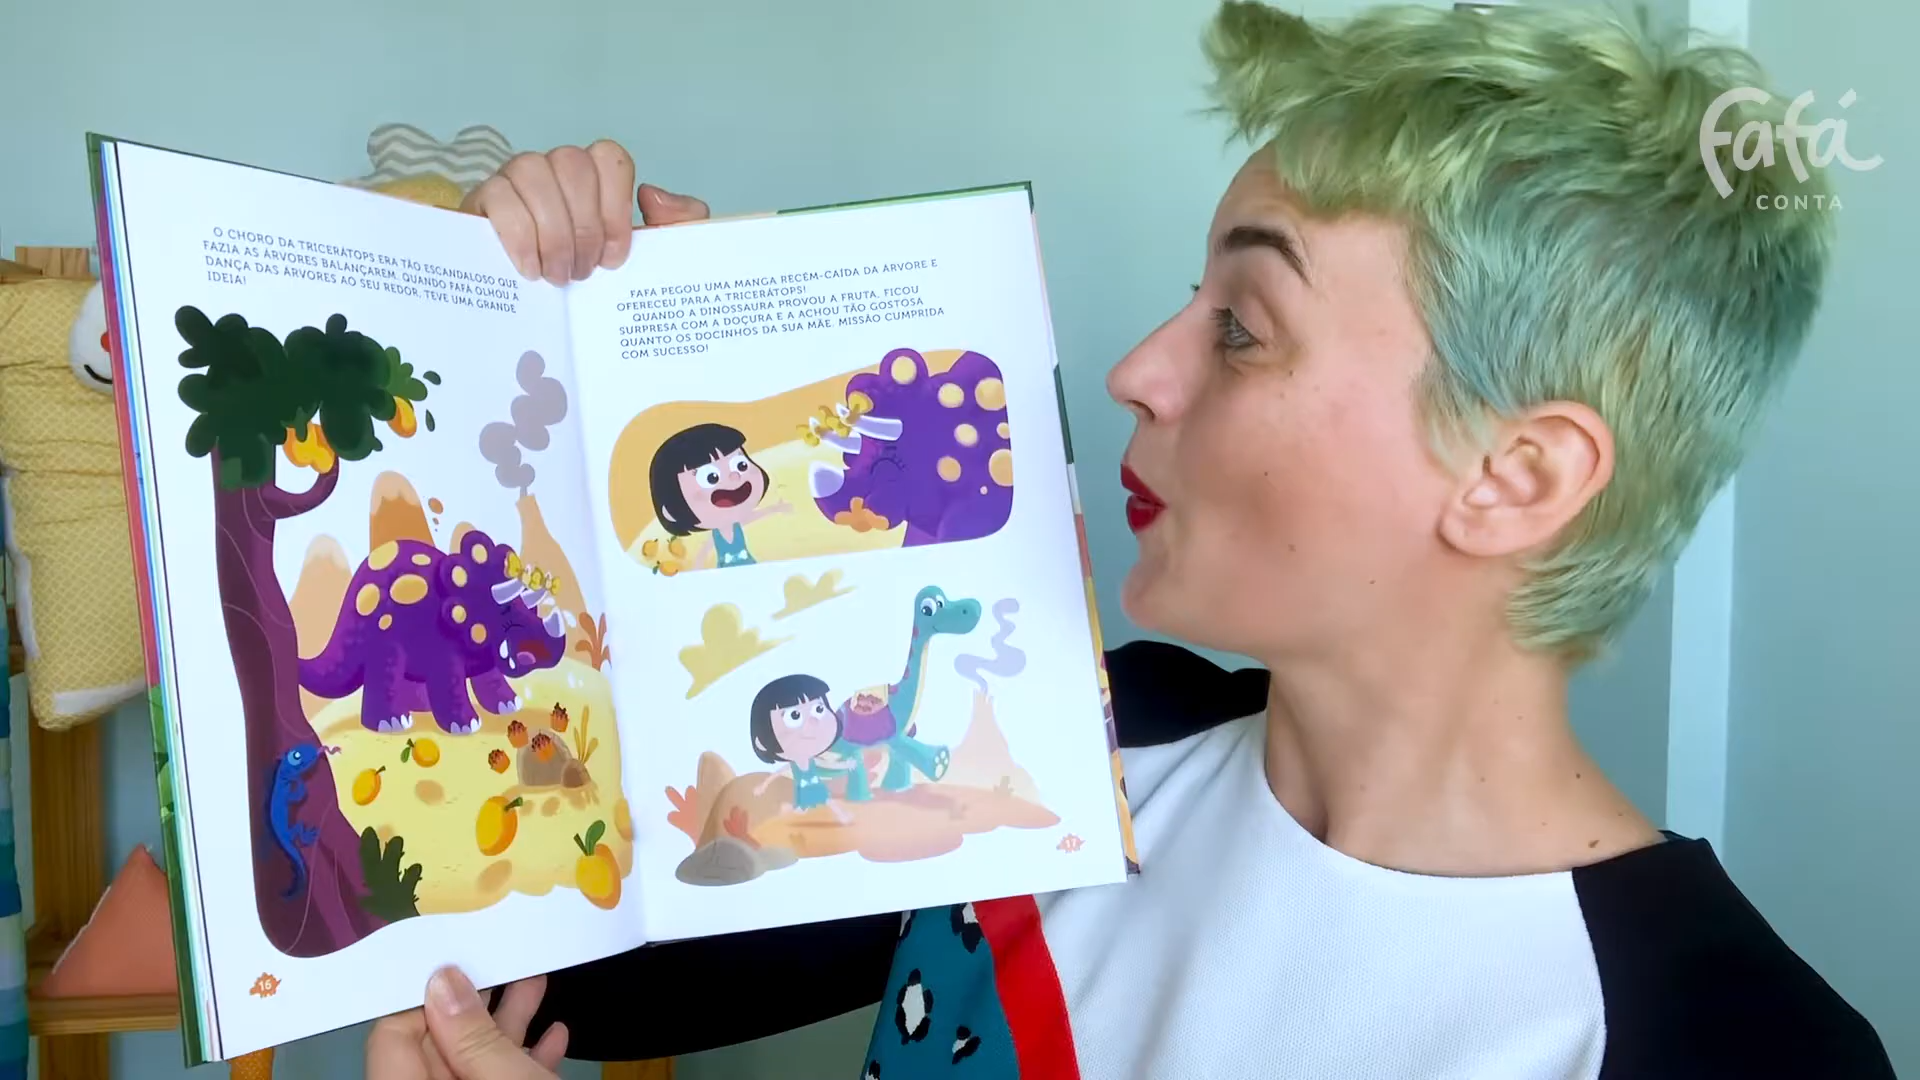 O CHORO DA TRICERÁTOPS ERA TÃO ESCANDALOSO QUE
FAZIA AS ÁRVORES BALANÇAREM. QUANDO FAFÁ OLHOU A
DANÇA DAS ÁRVORES AO SEU REDOR, TEVE UMA GRANDE
IDEIA!
16
FAFÁ PEGOU UMA MANGA RECÉM-CAÍDA DA ÁRVORE E
OFERECEU PARA A TRICERÁTOPS!
QUANDO A DINOSSAURA PROVOU A FRUTA, FICOU
SURPRESA COM A DOÇURA E A ACHOU TÃO GOSTOSA
QUANTO OS DOCINHOS DA SUA MÃE. MISSÃO CUMPRIDA
COM SUCESSO!
17
Fafá
CONTA